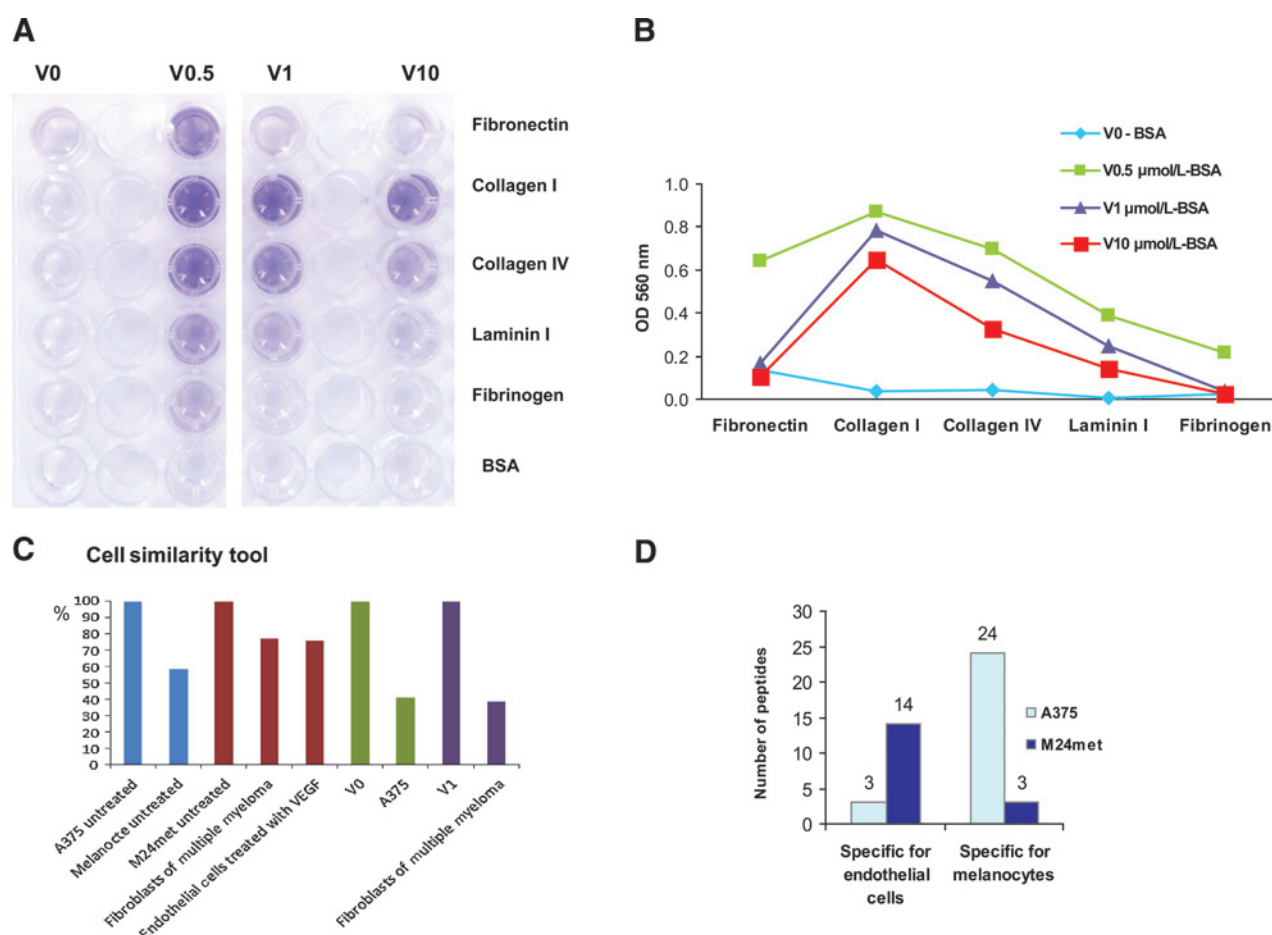 A
V0 V0.5 V1 V10
Fibronectin
Collagen I
Collagen IV
Laminin I
Fibrinogen
BSA
B
V0 - BSA
V0.5 µmol/L-BSA
V1 µmol/L-BSA
V10 µmol/L-BSA
OD 560 nm
1.0
0.8
0.6
0.4
0.2
0.0
Fibronectin Collagen I Collagen IV Laminin I Fibrinogen
C
Cell similarity tool
%
100
90
80
70
60
50
40
30
20
10
0
A375 untreated
Melanocte untreated
M24met untreated
Fibroblasts of multiple myeloma
Endothelial cells treated with VEGF
V0
A375
V1
Fibroblasts of multiple myeloma
D
Number of peptides
30
25
20
15
10
5
0
3
14
24
3
A375
M24met
Specific for
endothelial
cells
Specific for
melanocytes